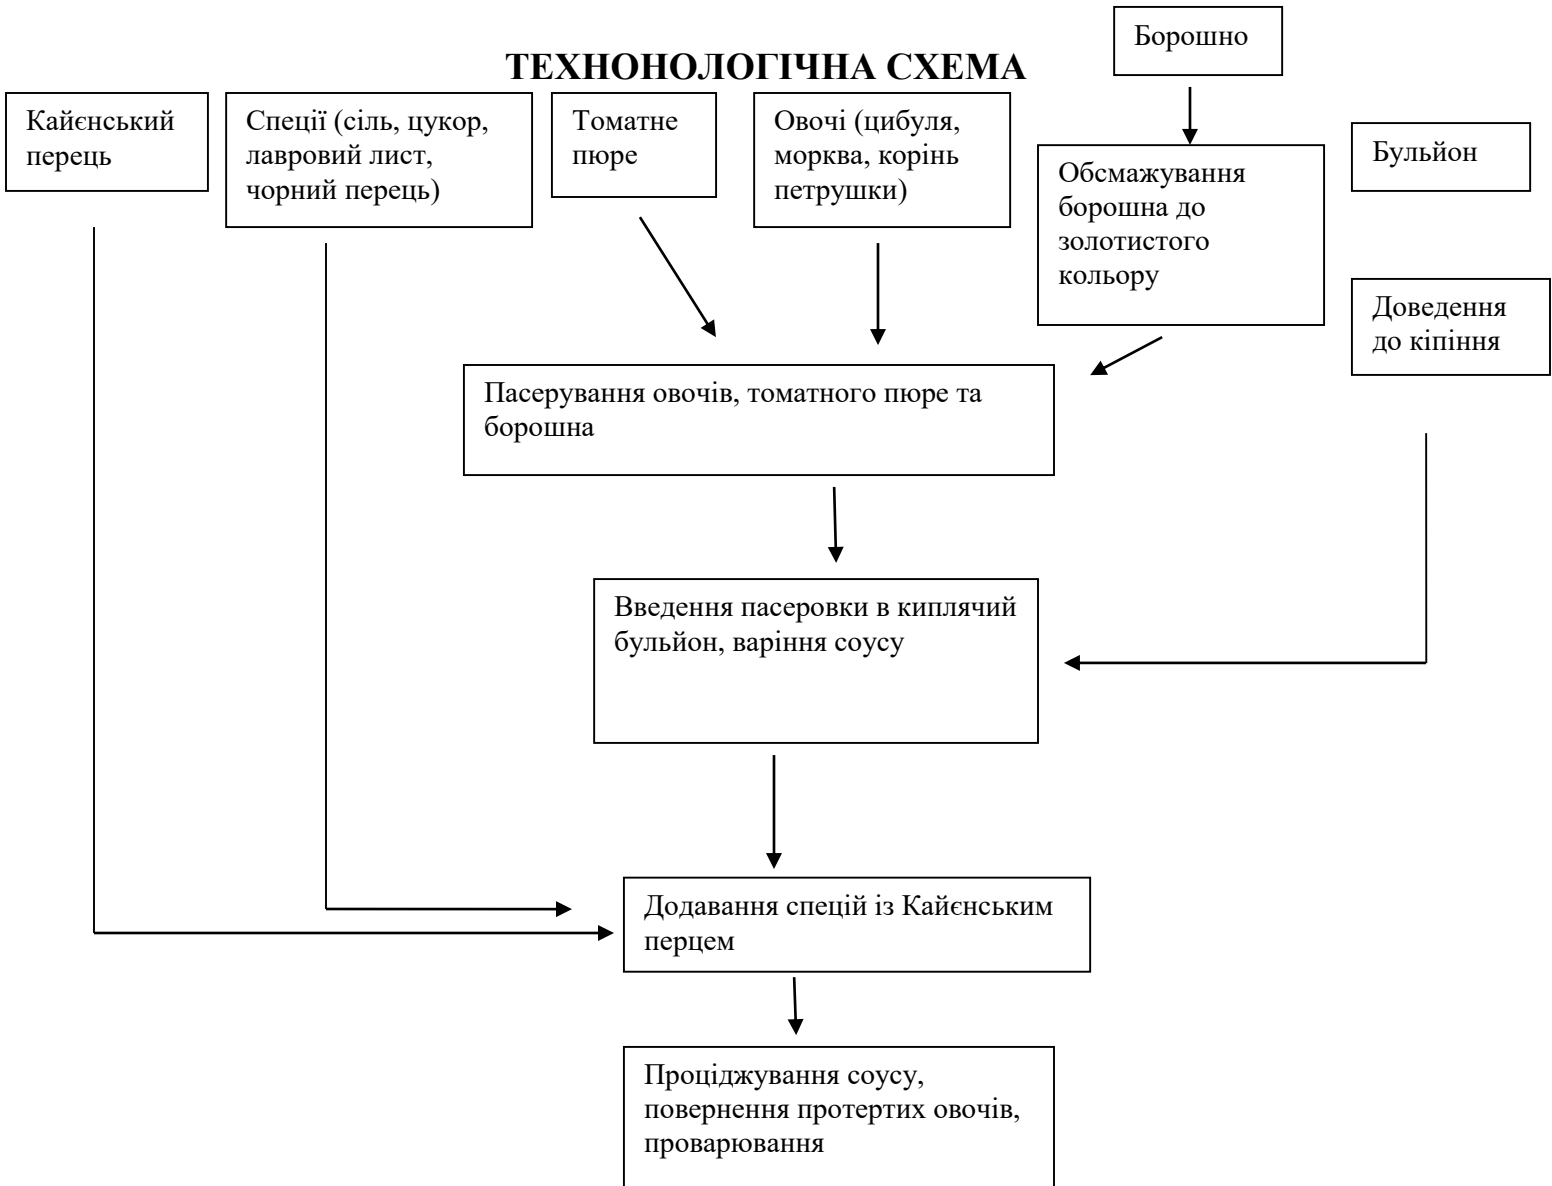 Борошно
ТЕХНОНОЛОГІЧНА СХЕМА
Кайєнський
перець
Спеції (сіль, цукор,
лавровий лист,
чорний перець)
Томатне
пюре
Овочі (цибуля,
морква, корінь
петрушки)
Обсмажування
борошна до
золотистого
кольору
Бульйон
Доведення
до кіпіння
Пасерування овочів, томатного пюре та
борошна
Введення пасеровки в киплячий
бульйон, варіння соусу
Додавання спецій із Кайєнським
перцем
Проціджування соусу,
повернення протертих овочів,
проварювання